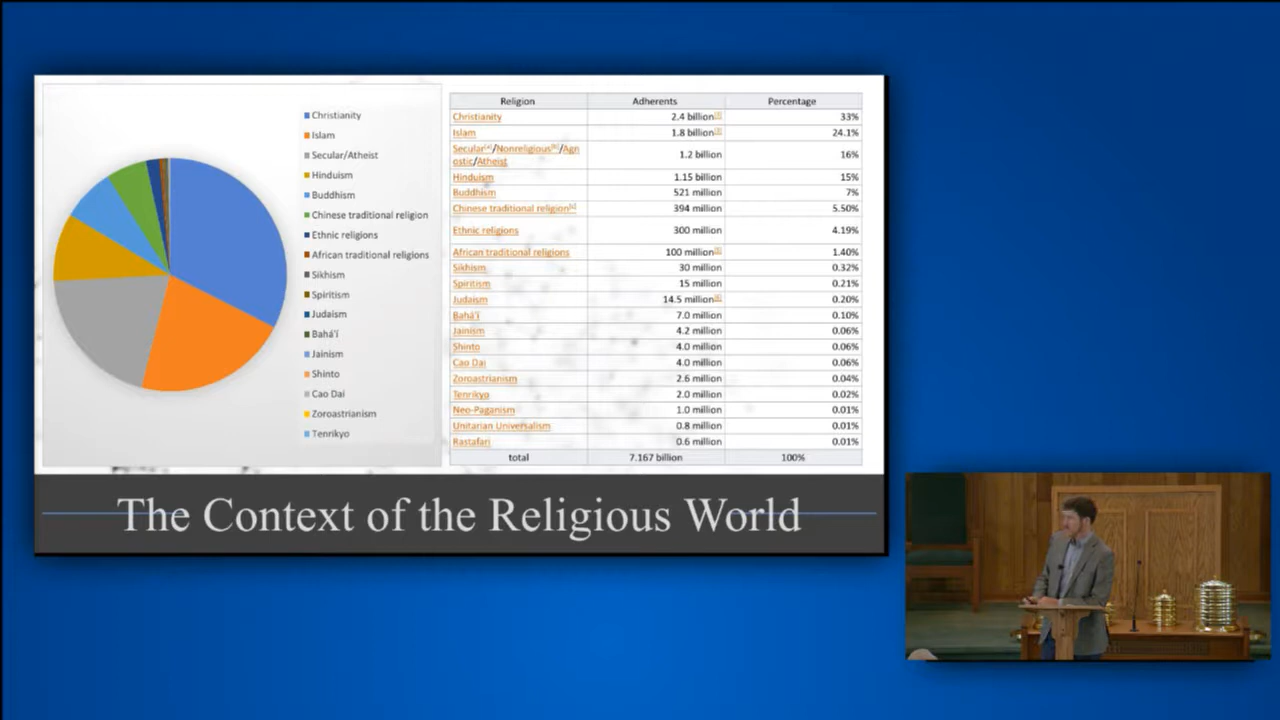 Christianity
Islam
Secular/Atheist
Hinduism
Buddhism
Chinese traditional religion
Ethnic religions
African traditional religions
Sikhism
Spiritism
Judaism
Bahá'í
Jainism
Shinto
Cao Dai
Zoroastrianism
Tenrikyo
Religion Adherents Percentage
Christianity 2.4 billion 33%
Islam 1.8 billion 24.1%
Secular[a]/Nonreligious[b]/Agn
ostic/Atheist 1.2 billion 16%
Hinduism 1.15 billion 15%
Buddhism 521 million 7%
Chinese traditional religion[c] 394 million 5.50%
Ethnic religions 300 million 4.19%
African traditional religions 100 million 1.40%
Sikhism 30 million 0.32%
Spiritism 15 million 0.21%
Judaism 14.5 million 0.20%
Bahá'í 7.0 million 0.10%
Jainism 4.2 million 0.06%
Shinto 4.0 million 0.06%
Cao Dai 4.0 million 0.06%
Zoroastrianism 2.6 million 0.04%
Tenrikyo 2.0 million 0.02%
Neo-Paganism 1.0 million 0.01%
Unitarian Universalism 0.8 million 0.01%
Rastafari 0.6 million 0.01%
total 7.167 billion 100%
The Context of the Religious World